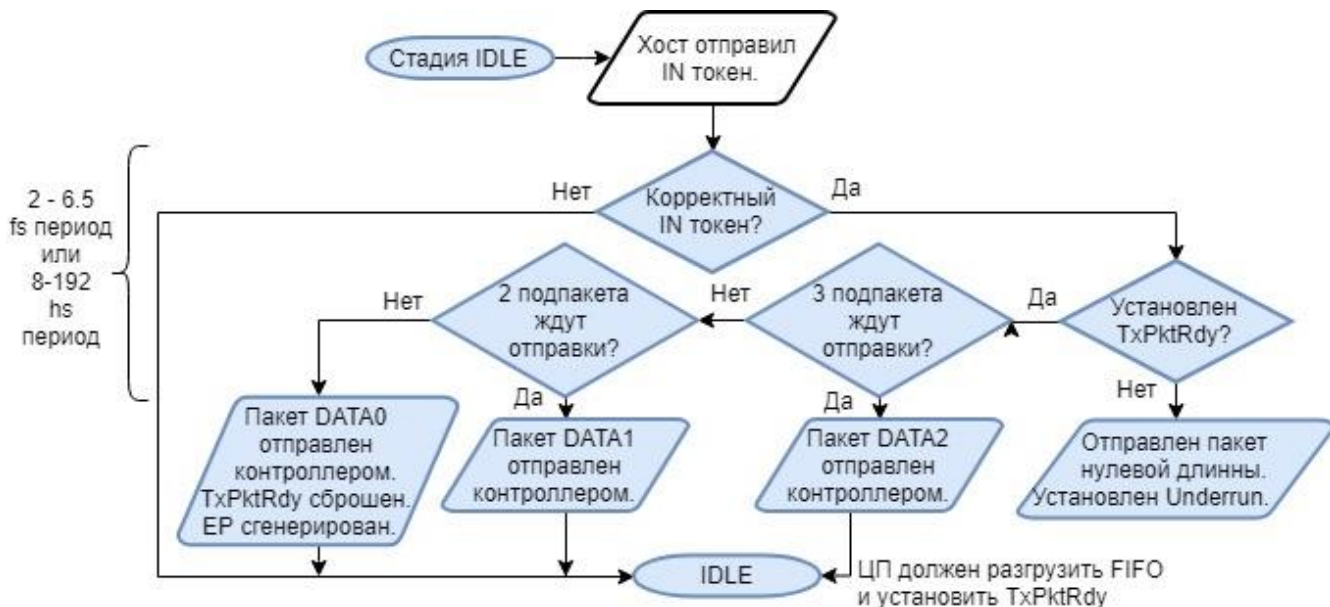 Стадия IDLE
Хост отправил
IN токен.
2 - 6.5
fs период
или
8-192
hs
период
Нет
Корректный
IN токен?
Да
Нет
2 подпакета
ждут
отправки?
Нет
3 подпакета
ждут
отправки?
Да
Установлен
TxPktRdy?
Да
Да
Нет
Пакет DATA0
отправлен
контроллером.
TxPktRdy сброшен.
EP сгенерирован.
Пакет DATA1
отправлен
контроллером.
Пакет DATA2
отправлен
контроллером.
Отправлен пакет
нулевой длинны.
Установлен Underrun.
IDLE
ЦП должен разгрузить FIFO
и установить TxPktRdy